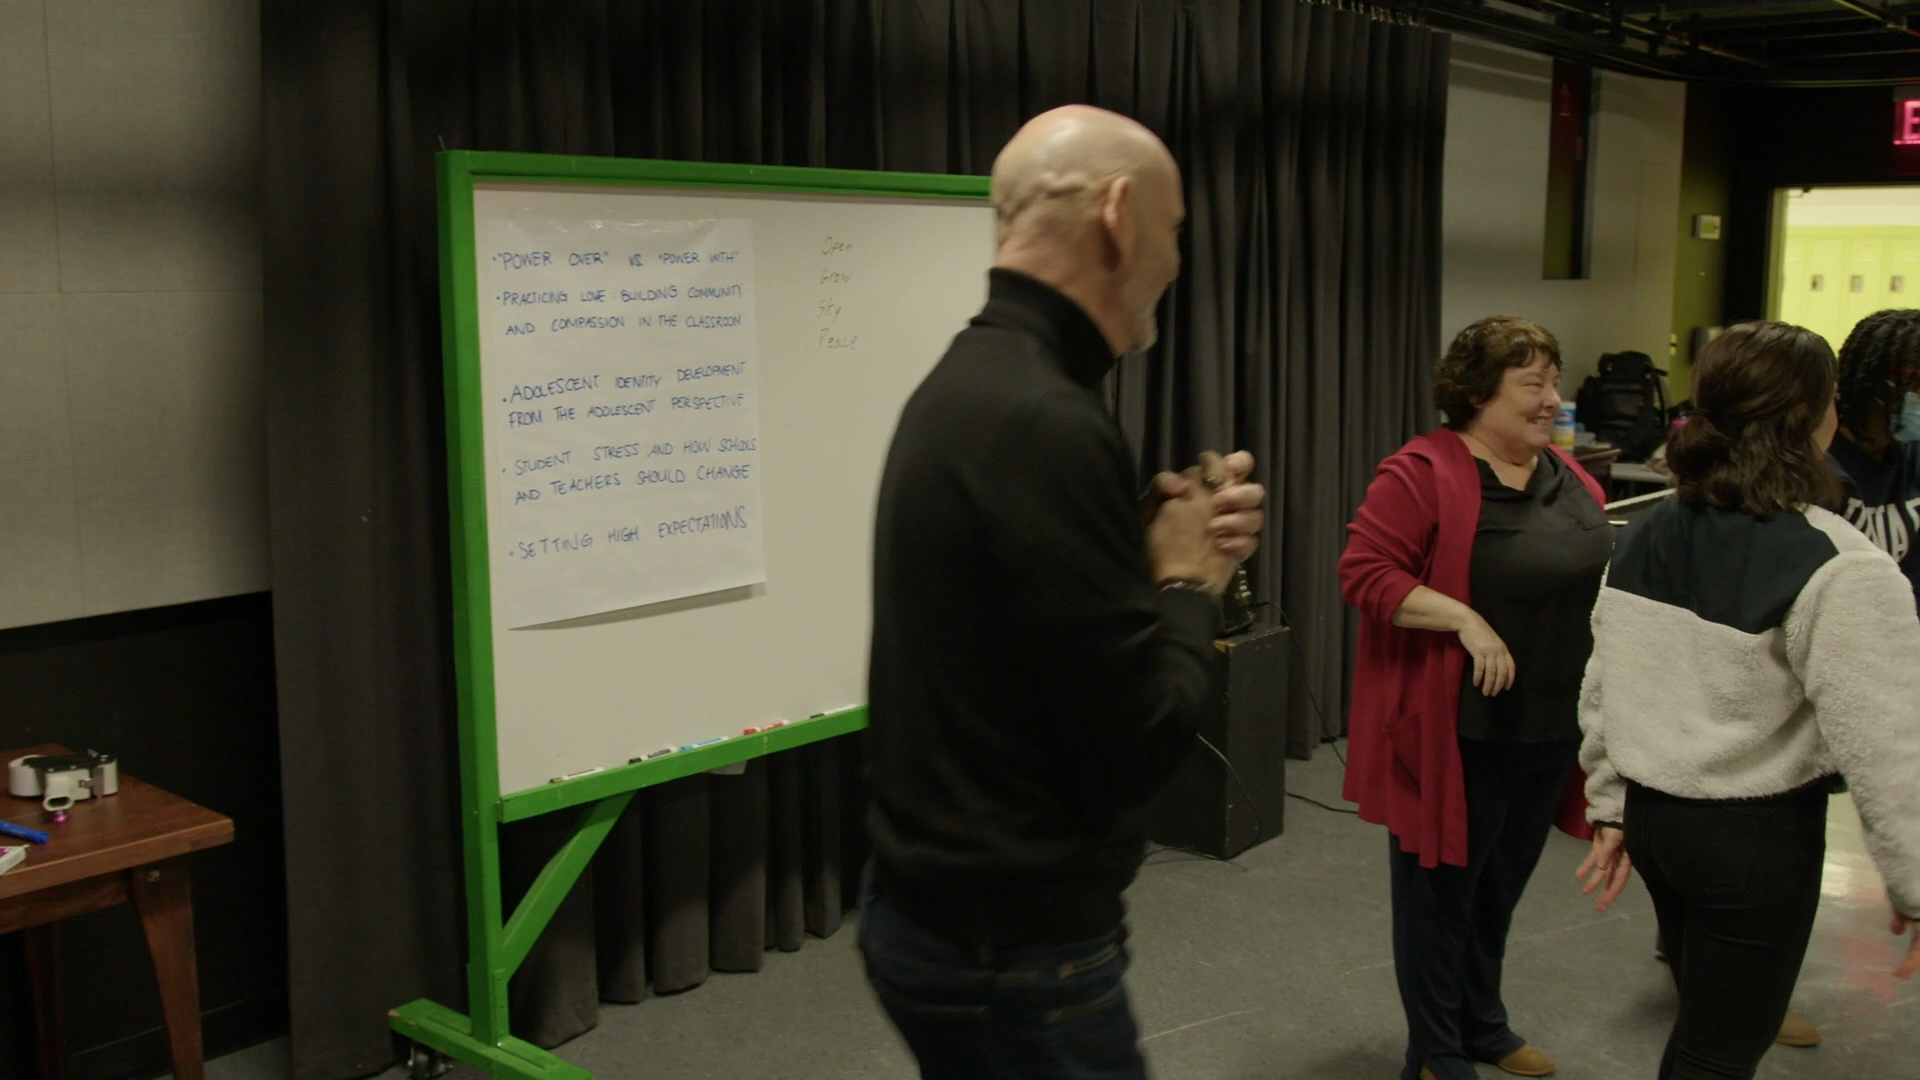 • "POWER OVER" VS "POWER WITH"
• PRACTICING LOVE: BUILDING COMMUNITY
AND COMPASSION IN THE CLASSROOM
• ADOLESCENT IDENTITY DEVELOPMENT
FROM THE ADOLESCENT PERSPECTIVE
• STUDENT STRESS AND HOW SCHOOLS
AND TEACHERS SHOULD CHANGE
• SETTING HIGH EXPECTATIONS
Open
Grow
Sky
Peace